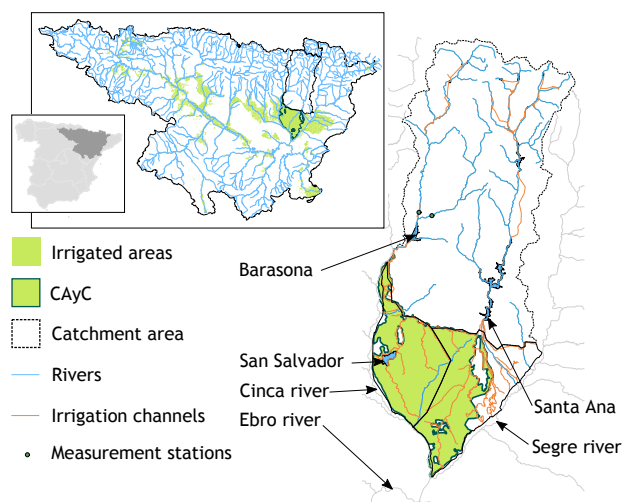 Irrigated areas
CAyC
Catchment area
Rivers
Irrigation channels
Measurement stations
Barasona
San Salvador
Cinca river
Ebro river
Santa Ana
Segre river